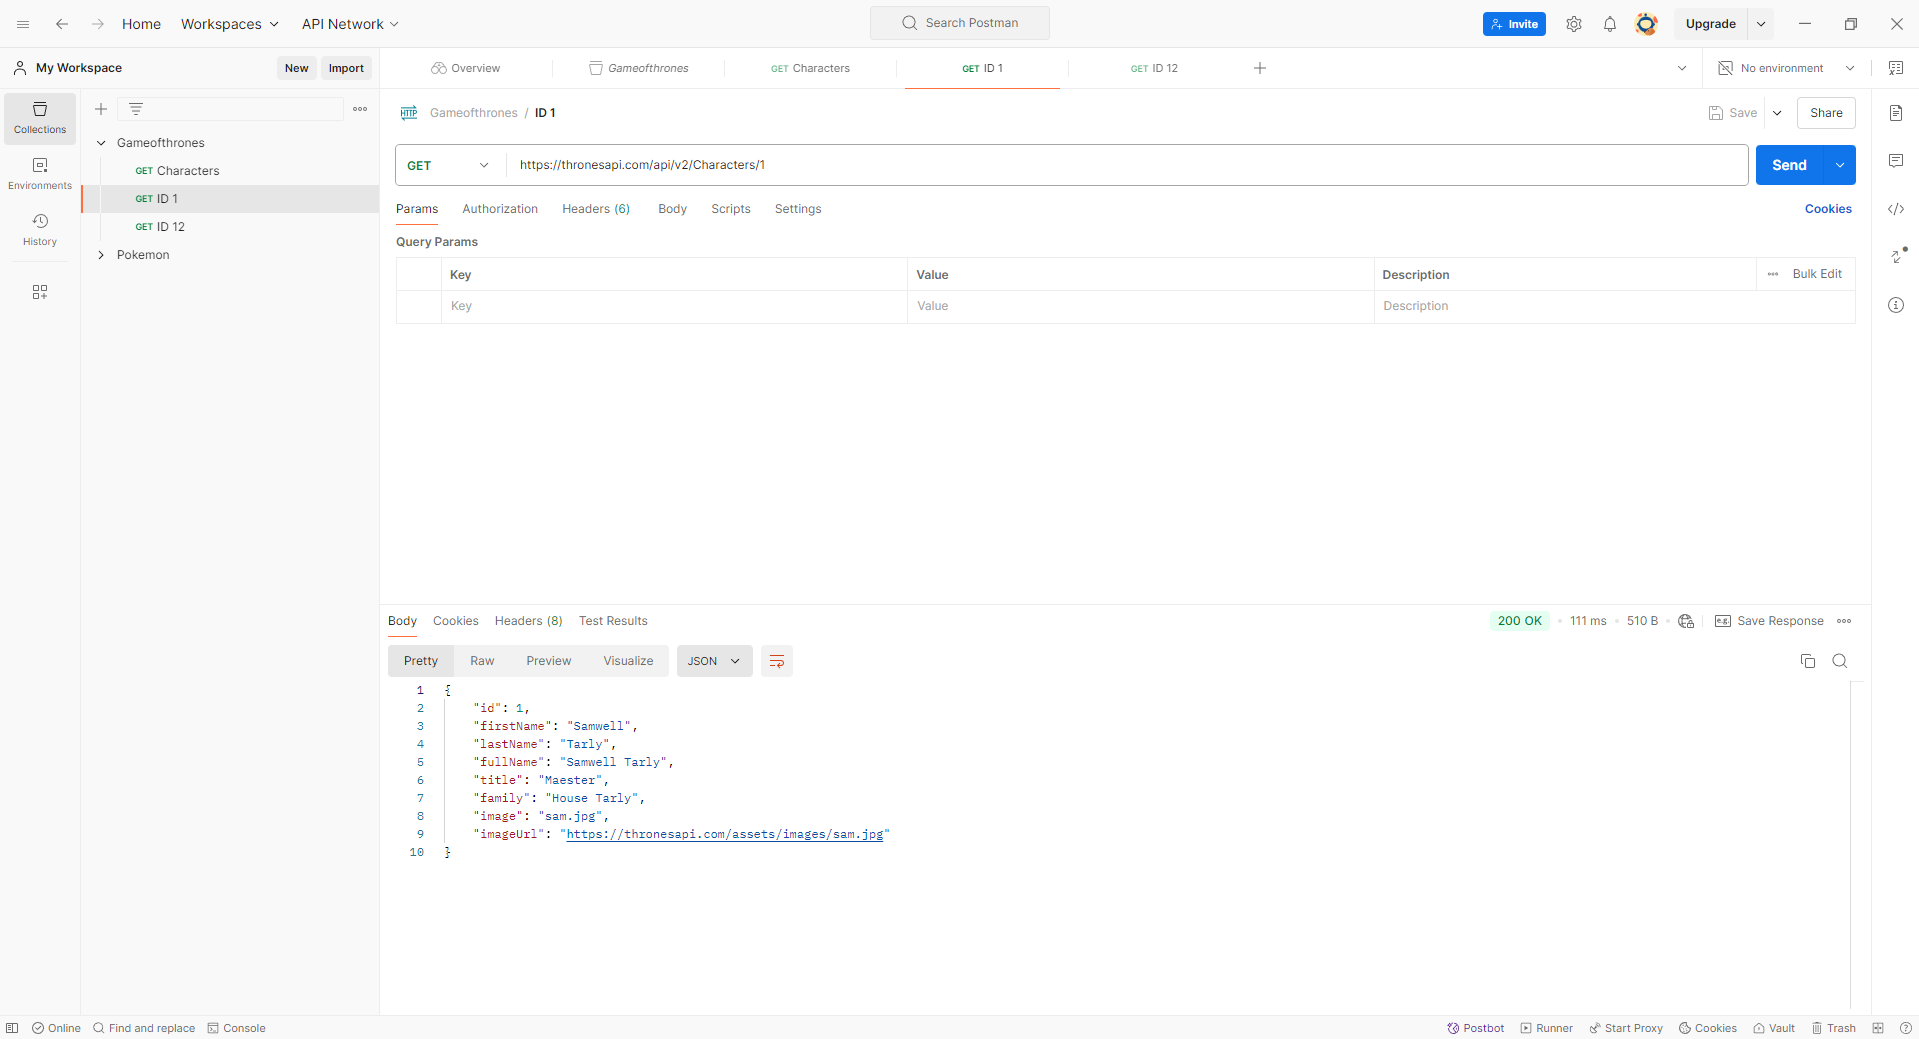 Home Workspaces API Network Search Postman Invite Upgrade
My Workspace New Import Overview Gameofthrones GET Characters GET ID 1 GET ID 12 No environment
Collections
Environments
History
Gameofthrones
GET Characters
GET ID 1
GET ID 12
Pokemon
HTTP Gameofthrones / ID 1 Save Share
GET https://thronesapi.com/api/v2/Characters/1 Send
Params Authorization Headers (6) Body Scripts Settings Cookies
Query Params
Key Value Description Bulk Edit
Key Value Description
Body Cookies Headers (8) Test Results 200 OK 111 ms 510 B e.g. Save Response
Pretty Raw Preview Visualize JSON
1 {
2 "id": 1,
3 "firstName": "Samwell",
4 "lastName": "Tarly",
5 "fullName": "Samwell Tarly",
6 "title": "Maester",
7 "family": "House Tarly",
8 "image": "sam.jpg",
9 "imageUrl": "https://thronesapi.com/assets/images/sam.jpg"
10 }
Online Find and replace Console Postbot Runner Start Proxy Cookies Vault Trash